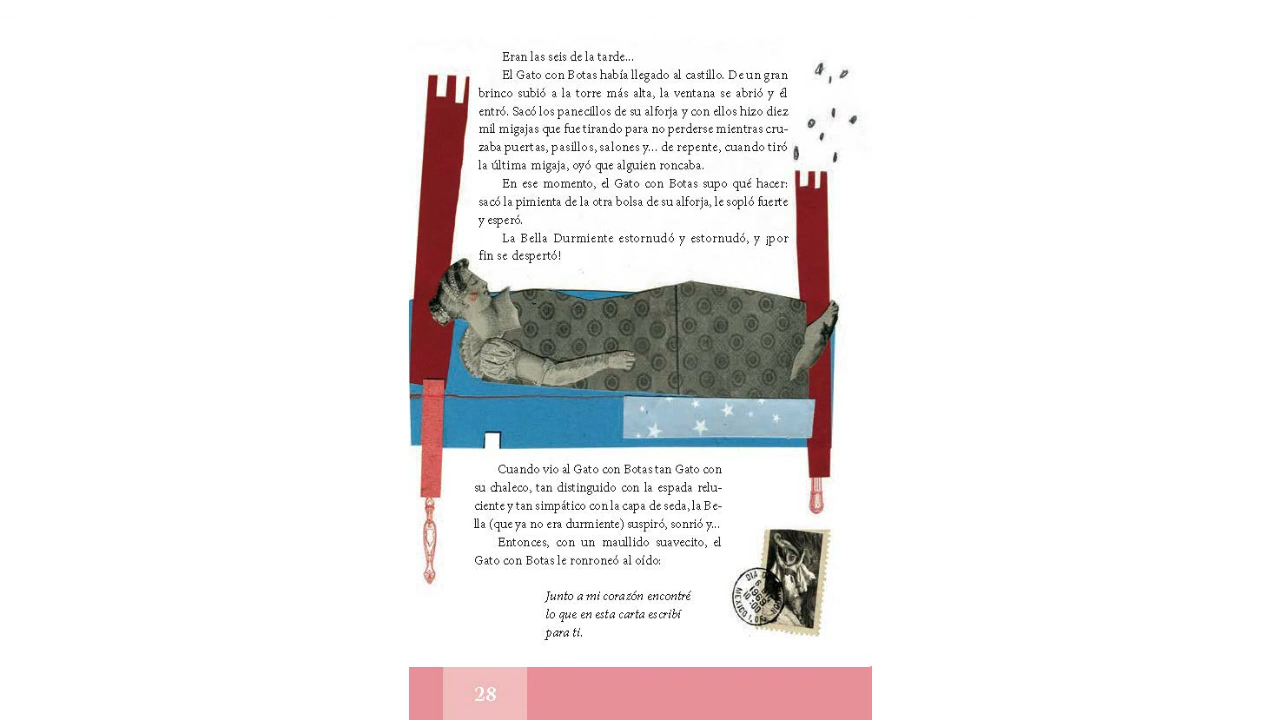 Eran las seis de la tarde...
El Gato con Botas había llegado al castillo. De un gran
brinco subió a la torre más alta, la ventana se abrió y él
entró. Sacó los panecillos de su alforja y con ellos hizo diez
mil migajas que fue tirando para no perderse mientras cru-
zaba puertas, pasillos, salones y... de repente, cuando tiró
la última migaja, oyó que alguien roncaba.
En ese momento, el Gato con Botas supo qué hacer:
sacó la pimienta de la otra bolsa de su alforja, le sopló fuerte
y esperó.
La Bella Durmiente estornudó y estornudó, y ¡por
fin se despertó!
Cuando vio al Gato con Botas tan Gato con
su chaleco, tan distinguido con la espada relu-
ciente y tan simpático con la capa de seda, la Be-
lla (que ya no era durmiente) suspiró, sonrió y...
Entonces, con un maullido suavecito, el
Gato con Botas le ronroneó al oído:
Junto a mi corazón encontré
lo que en esta carta escribí
para ti.
28